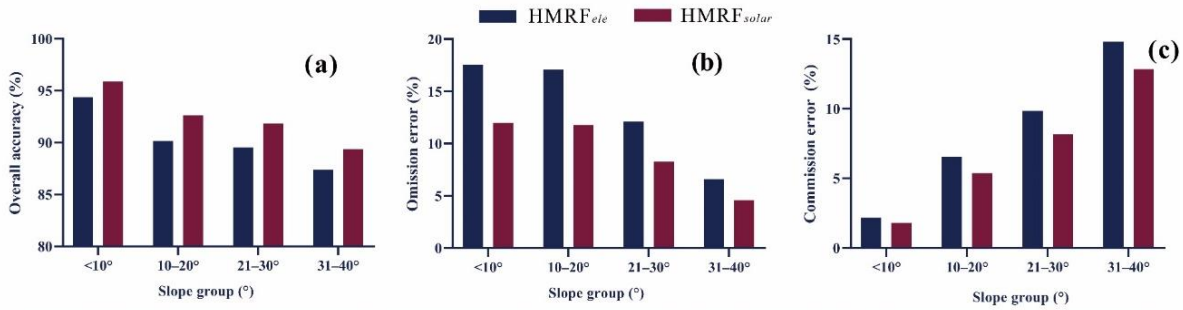 HMRFele HMRFsolar
(a)
Overall accuracy (%)
100
95
90
85
80
<10° 10–20° 21–30° 31–40°
Slope group (°)
(b)
Omission error (%)
20
15
10
5
0
<10° 10–20° 21–30° 31–40°
Slope group (°)
(c)
Commission error (%)
15
10
5
0
<10° 10–20° 21–30° 31–40°
Slope group (°)